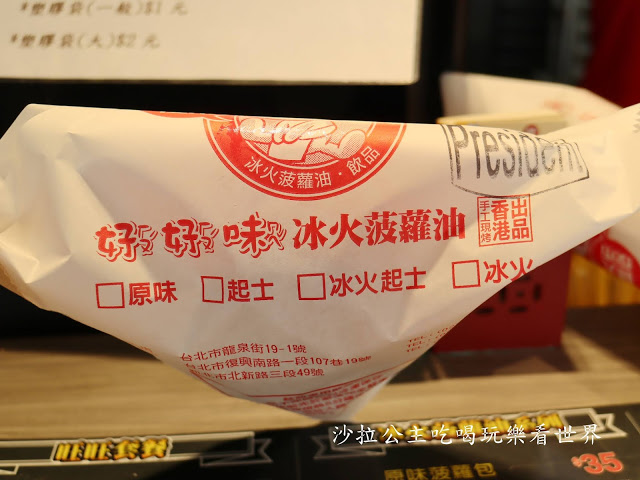 *塑膠袋(一般)$1元
*塑膠袋(大)$2元
冰火菠蘿油・飲品
President
好好味冰火菠蘿油
手工現烤
香港出品
□原味 □起士 □冰火起士 □冰火
台北市龍泉街19-1號
台北市復興南路一段107巷19號
市北新路三段49號
TEL
沙拉公主吃喝玩樂看世界
旺旺套餐
原味菠蘿包
$35